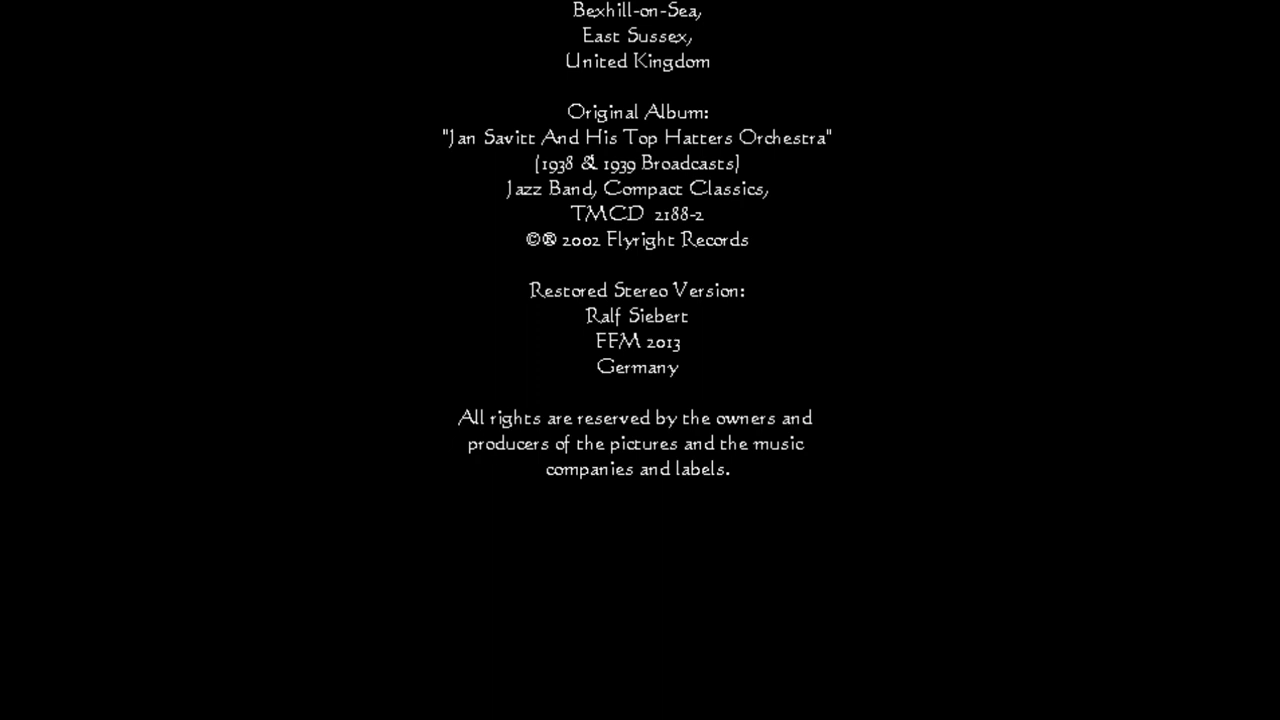 Bexhill-on-Sea,
East Sussex,
United Kingdom
Original Album:
"Jan Savitt And His Top Hatters Orchestra"
(1938 & 1939 Broadcasts)
Jazz Band, Compact Classics,
TMCD 2188-2
©® 2002 Flyright Records
Restored Stereo Version:
Ralf Siebert
FFM 2013
Germany
All rights are reserved by the owners and
producers of the pictures and the music
companies and labels.